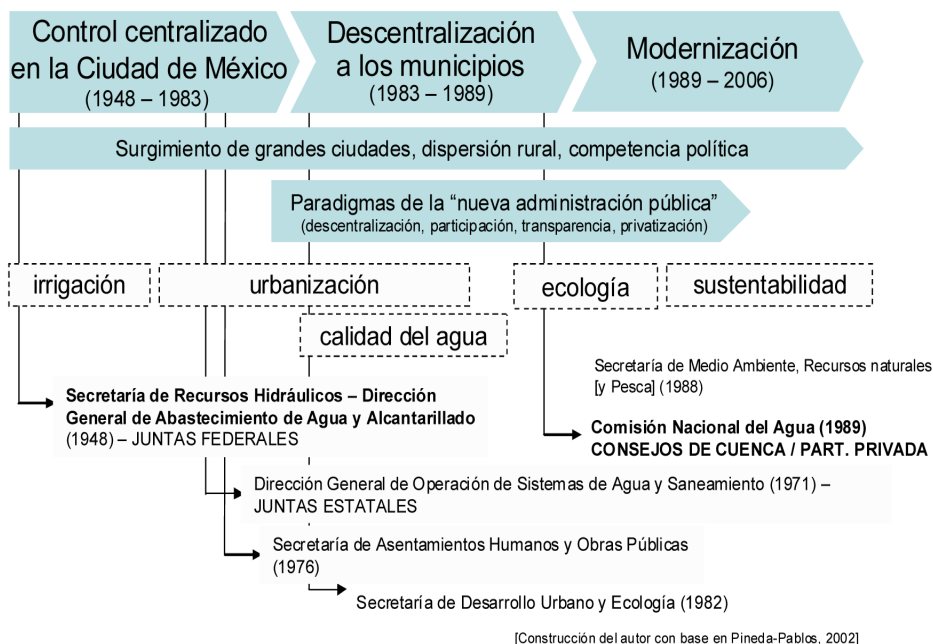 Control centralizado
en la Ciudad de México
(1948 – 1983)
Descentralización
a los municipios
(1983 – 1989)
Modernización
(1989 – 2006)
Surgimiento de grandes ciudades, dispersión rural, competencia política
Paradigmas de la “nueva administración pública”
(descentralización, participación, transparencia, privatización)
irrigación
urbanización
ecología
sustentabilidad
calidad del agua
Secretaría de Medio Ambiente, Recursos naturales
[y Pesca] (1988)
Secretaría de Recursos Hidráulicos – Dirección
General de Abastecimiento de Agua y Alcantarillado
(1948) – JUNTAS FEDERALES
Comisión Nacional del Agua (1989)
CONSEJOS DE CUENCA / PART. PRIVADA
Dirección General de Operación de Sistemas de Agua y Saneamiento (1971) –
JUNTAS ESTATALES
Secretaría de Asentamientos Humanos y Obras Públicas
(1976)
Secretaría de Desarrollo Urbano y Ecología (1982)
[Construcción del autor con base en Pineda-Pablos, 2002]